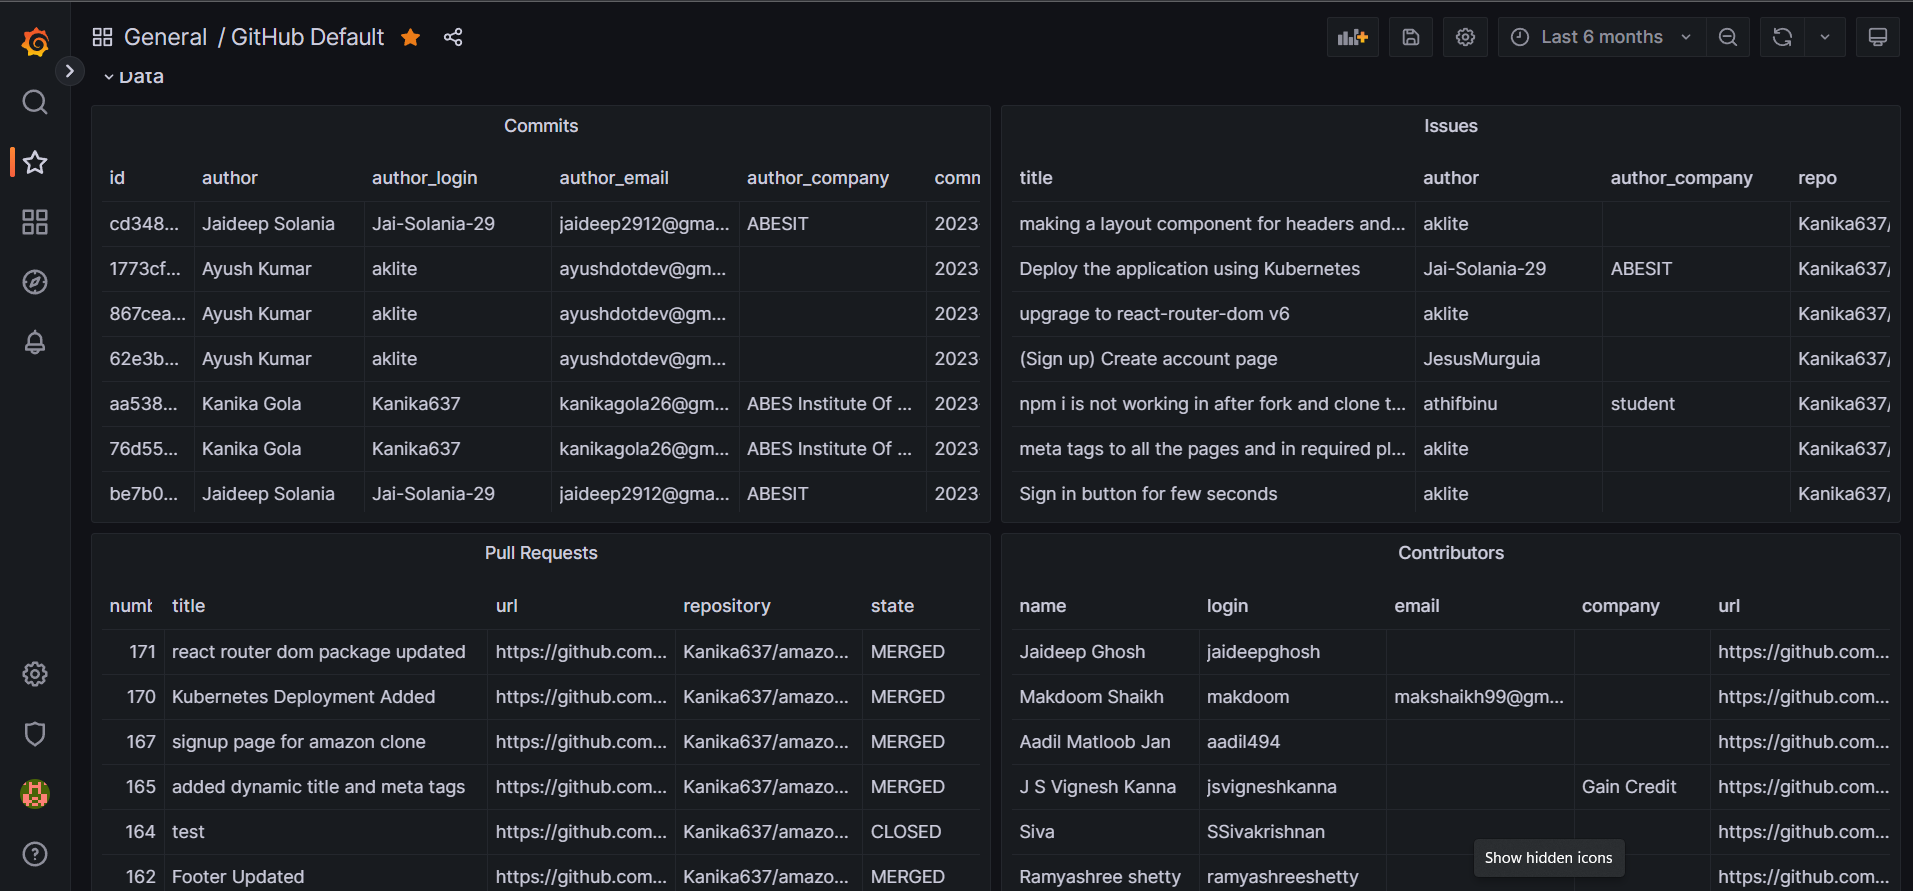 General / GitHub Default
Last 6 months
Data
Commits
id author author_login author_email author_company comm
cd348... Jaideep Solania Jai-Solania-29 jaideep2912@gma... ABESIT 2023
1773cf... Ayush Kumar aklite ayushdotdev@gm... 2023
867cea... Ayush Kumar aklite ayushdotdev@gm... 2023
62e3b... Ayush Kumar aklite ayushdotdev@gm... 2023
aa538... Kanika Gola Kanika637 kanikagola26@gm... ABES Institute Of ... 2023
76d55... Kanika Gola Kanika637 kanikagola26@gm... ABES Institute Of ... 2023
be7b0... Jaideep Solania Jai-Solania-29 jaideep2912@gma... ABESIT 2023
Issues
title author author_company repo
making a layout component for headers and... aklite Kanika637/
Deploy the application using Kubernetes Jai-Solania-29 ABESIT Kanika637/
upgrage to react-router-dom v6 aklite Kanika637/
(Sign up) Create account page JesusMurguia Kanika637/
npm i is not working in after fork and clone t... athifbinu student Kanika637/
meta tags to all the pages and in required pl... aklite Kanika637/
Sign in button for few seconds aklite Kanika637/
Pull Requests
numb title url repository state
171 react router dom package updated https://github.com... Kanika637/amazo... MERGED
170 Kubernetes Deployment Added https://github.com... Kanika637/amazo... MERGED
167 signup page for amazon clone https://github.com... Kanika637/amazo... MERGED
165 added dynamic title and meta tags https://github.com... Kanika637/amazo... MERGED
164 test https://github.com... Kanika637/amazo... CLOSED
162 Footer Updated https://github.com... Kanika637/amazo... MERGED
Contributors
name login email company url
Jaideep Ghosh jaideepghosh https://github.com...
Makdoom Shaikh makdoom makshaikh99@gm... https://github.com...
Aadil Matloob Jan aadil494 https://github.com...
J S Vignesh Kanna jsvigneshkanna Gain Credit https://github.com...
Siva SSivakrishnan https://github.com...
Ramyashree shetty ramyashreeshetty https://github.com...
Show hidden icons